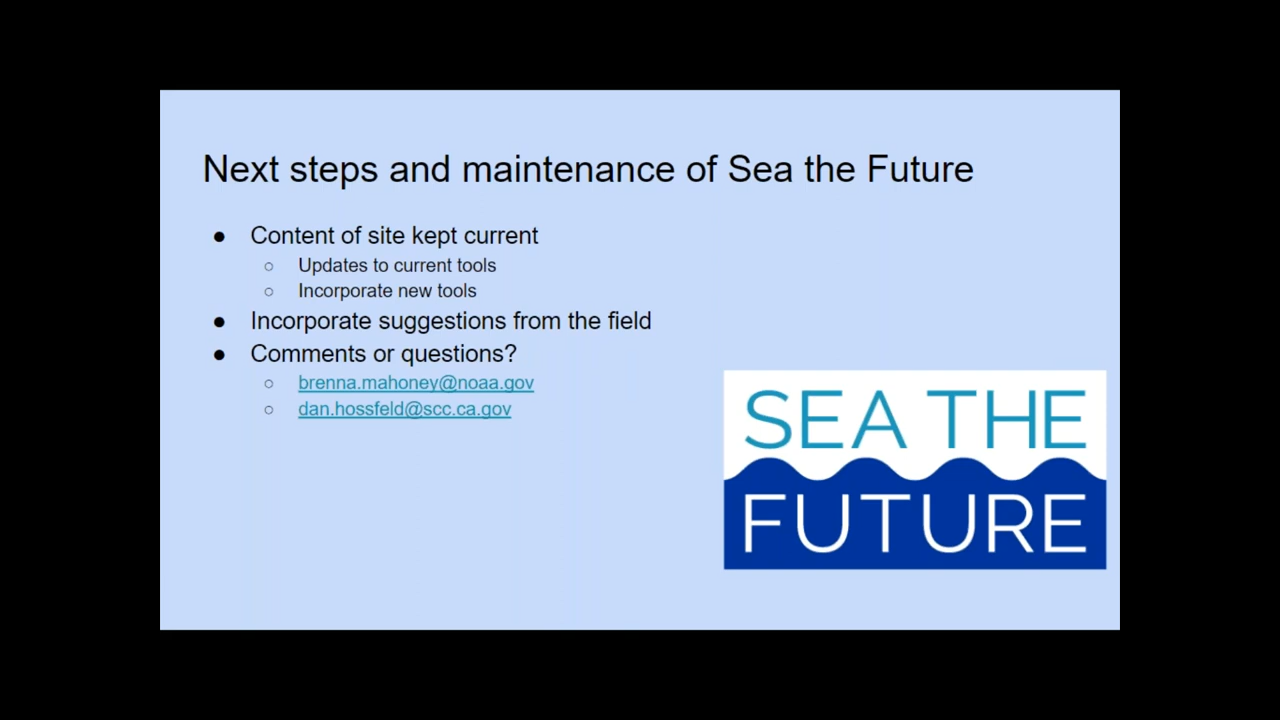 Next steps and maintenance of Sea the Future
● Content of site kept current
○ Updates to current tools
○ Incorporate new tools
● Incorporate suggestions from the field
● Comments or questions?
○ brenna.mahoney@noaa.gov
○ dan.hossfeld@scc.ca.gov
SEA THE
FUTURE